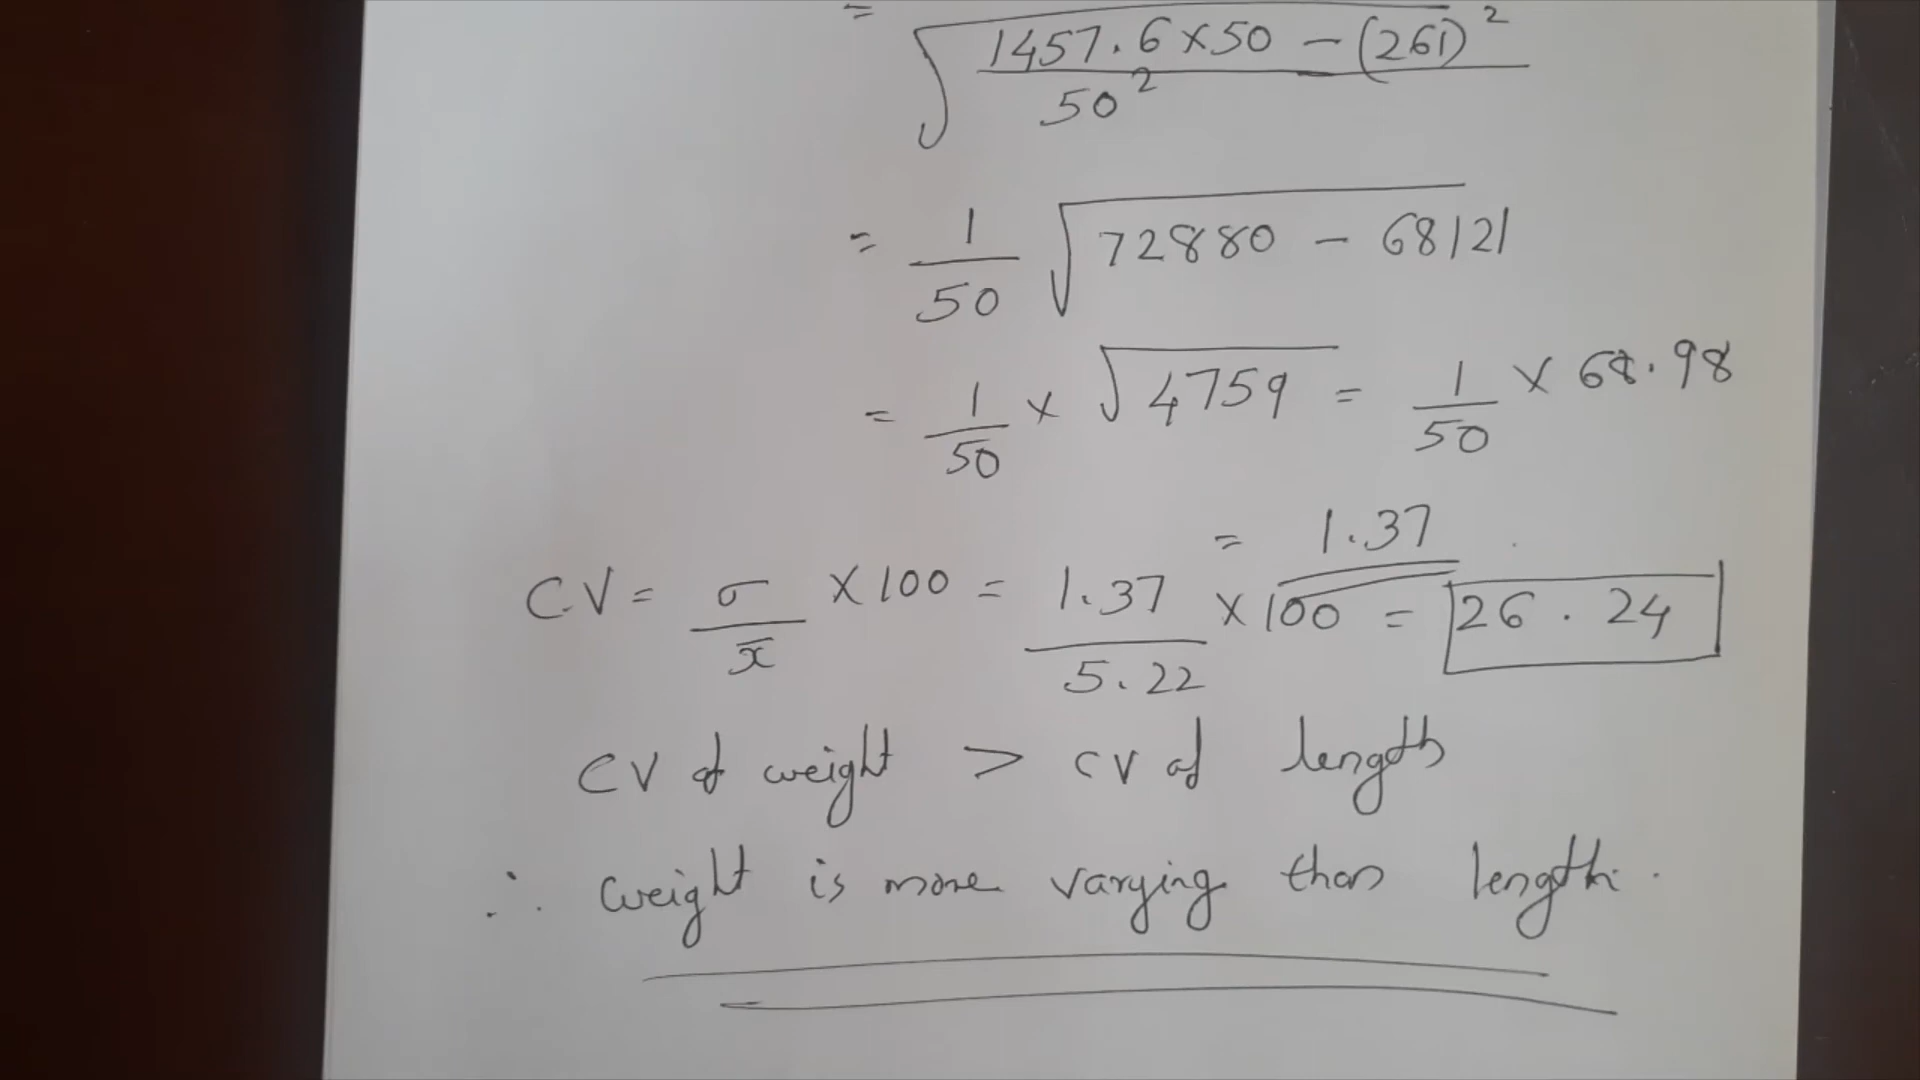 = √ (1457.6 × 50 − (261)²) / 50²
= 1/50 √ 72880 − 68121
= 1/50 × √ 4759 = 1/50 × 68.98
= 1.37
CV = σ/x̄ × 100 = 1.37/5.22 × 100 = 26.24
CV of weight > CV of length
∴ weight is more varying than length.